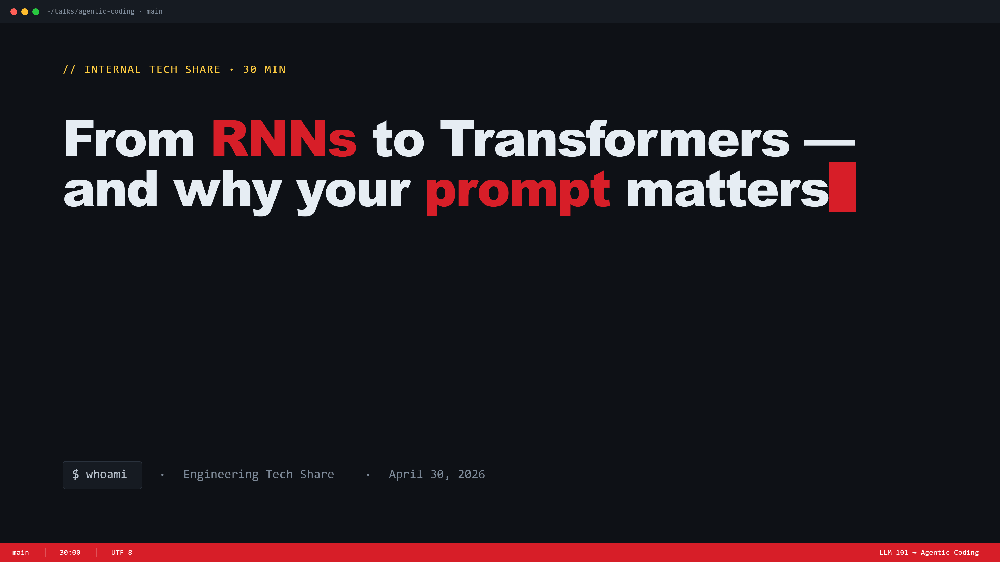 ~/talks/agentic-coding · main
// INTERNAL TECH SHARE · 30 MIN
From RNNs to Transformers —
and why your prompt matters
$ whoami · Engineering Tech Share · April 30, 2026
main | 30:00 | UTF-8 LLM 101 → Agentic Coding